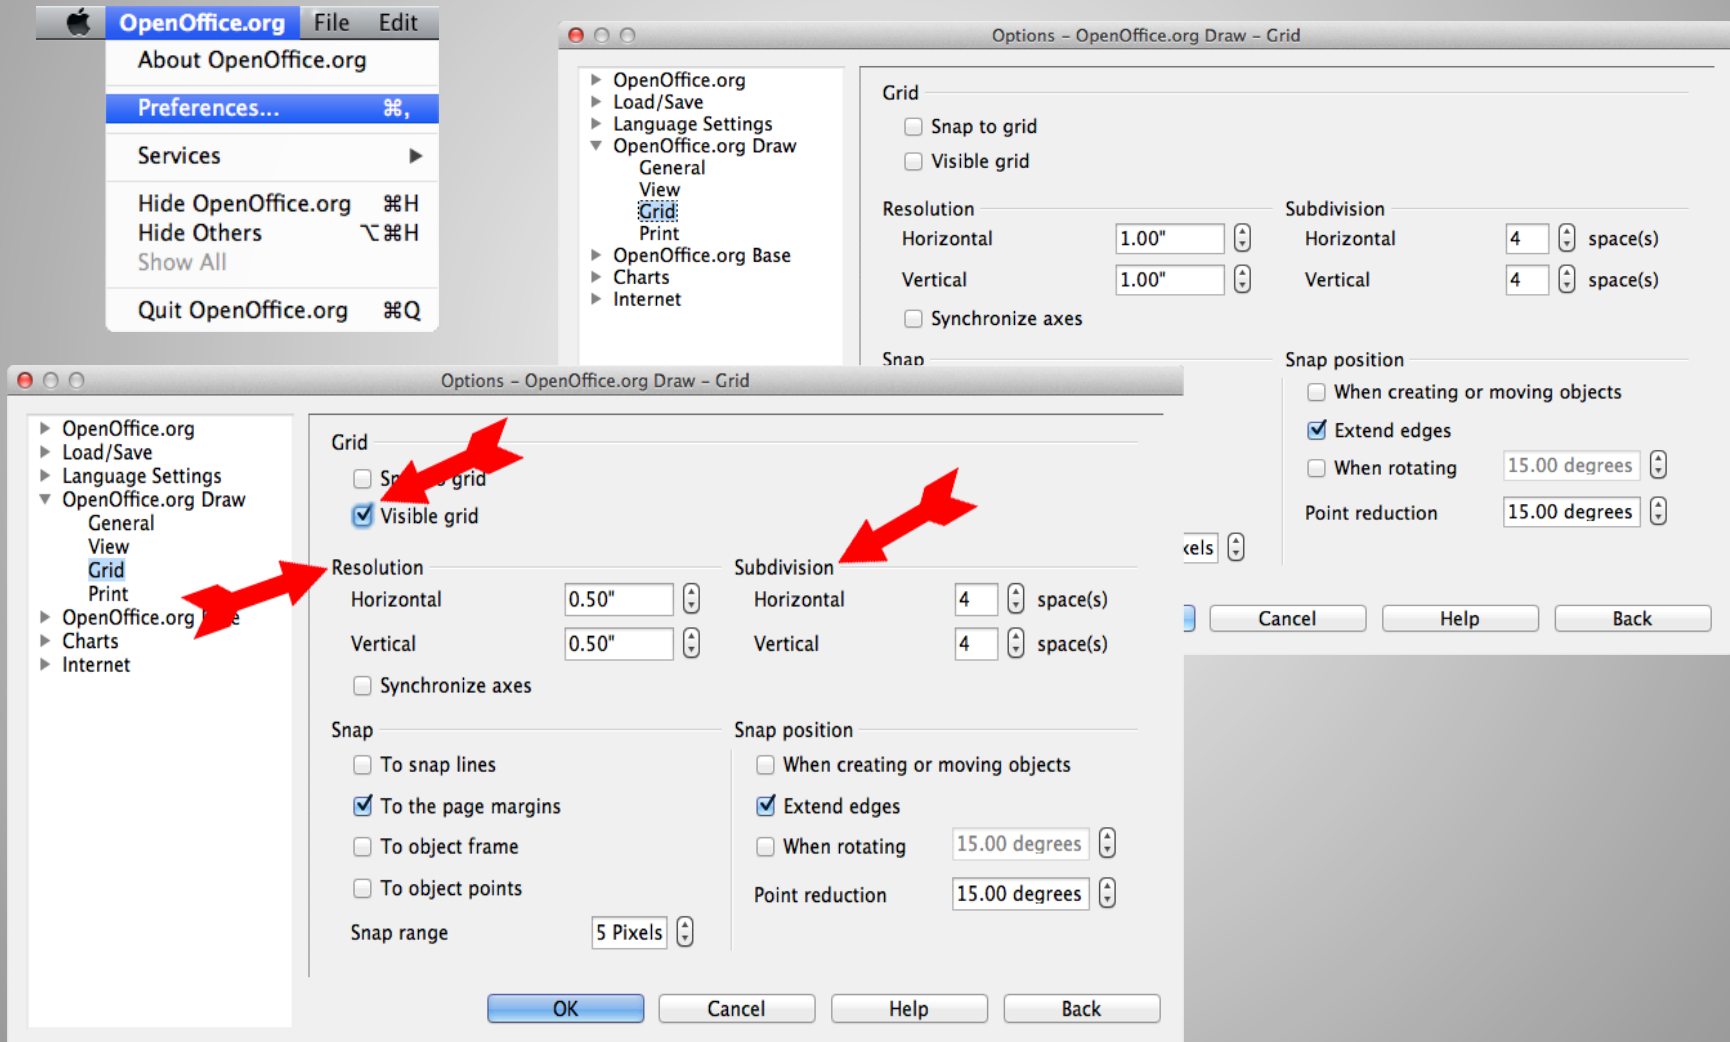 OpenOffice.org File Edit
About OpenOffice.org
Preferences... ⌘,
Services
Hide OpenOffice.org ⌘H
Hide Others ⌥⌘H
Show All
Quit OpenOffice.org ⌘Q
Options – OpenOffice.org Draw – Grid
OpenOffice.org
Load/Save
Language Settings
OpenOffice.org Draw
General
View
Grid
Print
OpenOffice.org Base
Charts
Internet
Grid
Snap to grid
Visible grid
Resolution
Horizontal 1.00"
Vertical 1.00"
Synchronize axes
Subdivision
Horizontal 4 space(s)
Vertical 4 space(s)
Snap
Snap position
When creating or moving objects
Extend edges
When rotating 15.00 degrees
Point reduction 15.00 degrees
Cancel Help Back
Options – OpenOffice.org Draw – Grid
OpenOffice.org
Load/Save
Language Settings
OpenOffice.org Draw
General
View
Grid
Print
OpenOffice.org
Charts
Internet
Grid
grid
Visible grid
Resolution
Horizontal 0.50"
Vertical 0.50"
Synchronize axes
Subdivision
Horizontal 4 space(s)
Vertical 4 space(s)
Snap
To snap lines
To the page margins
To object frame
To object points
Snap range 5 Pixels
Snap position
When creating or moving objects
Extend edges
When rotating 15.00 degrees
Point reduction 15.00 degrees
OK Cancel Help Back